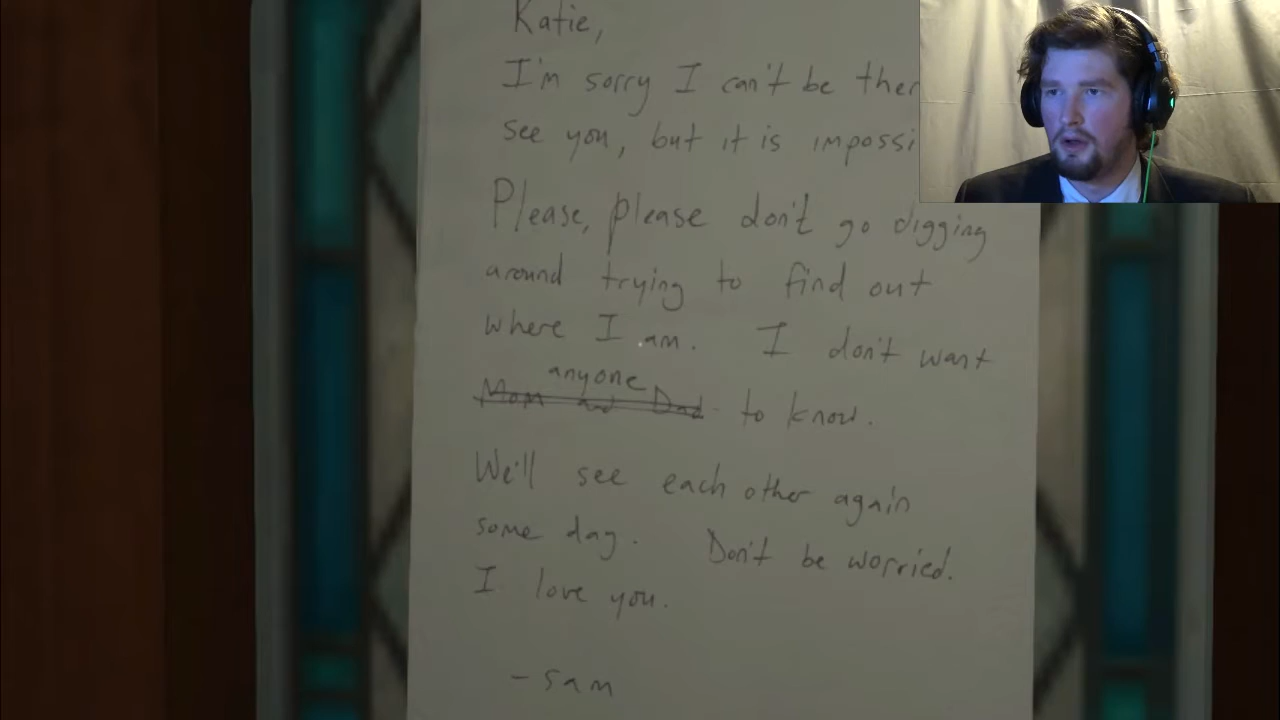 Katie,
I'm sorry I can't be ther
see you, but it is impossi
Please, please don't go digging
around trying to find out
where I am. I don't want
anyone
Mom and Dad to know.
We'll see each other again
some day. Don't be worried.
I love you.
- Sam